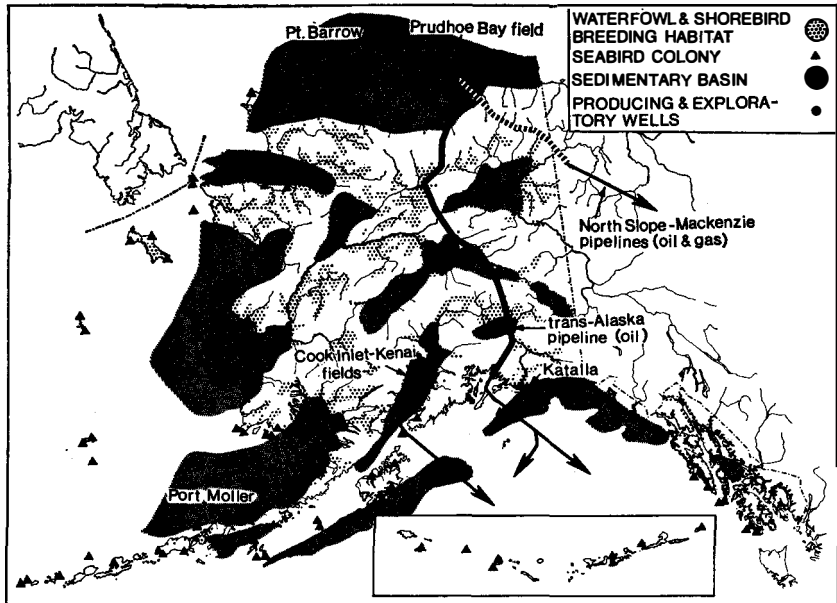 Pt. Barrow
Prudhoe Bay field
WATERFOWL & SHOREBIRD
BREEDING HABITAT
SEABIRD COLONY
SEDIMENTARY BASIN
PRODUCING & EXPLORA-
TORY WELLS
North Slope-Mackenzie
pipelines (oil & gas)
trans-Alaska
pipeline (oil)
Cook Inlet-Kenai
fields
Katalla
Port Moller